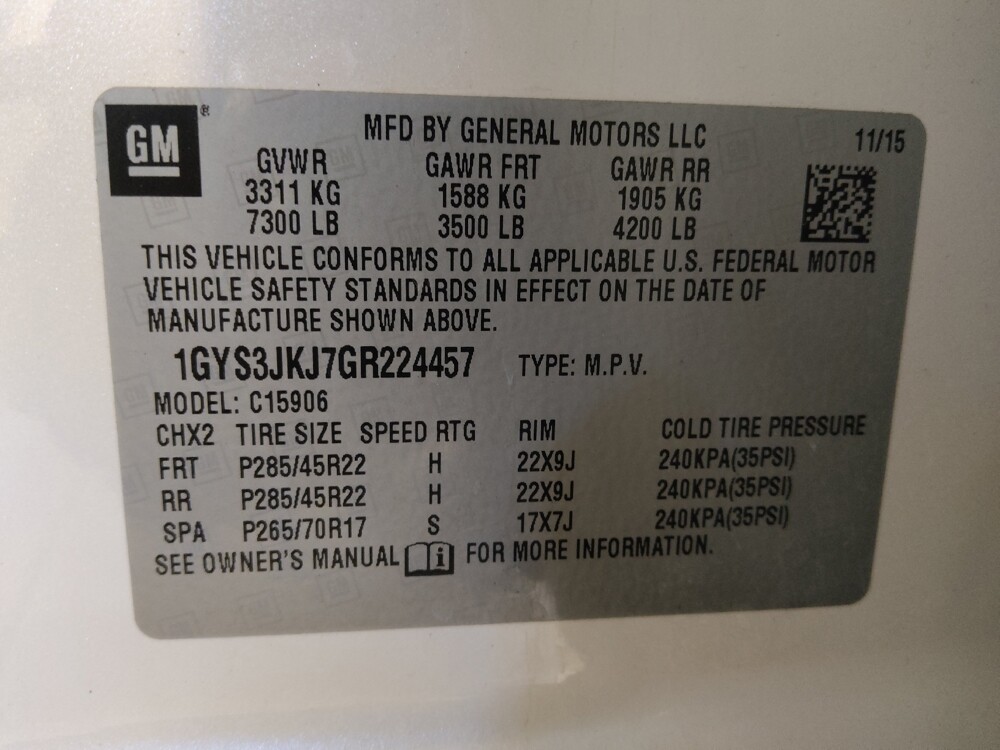 GM ®
MFD BY GENERAL MOTORS LLC 11/15
GVWR GAWR FRT GAWR RR
3311 KG 1588 KG 1905 KG
7300 LB 3500 LB 4200 LB
THIS VEHICLE CONFORMS TO ALL APPLICABLE U.S. FEDERAL MOTOR
VEHICLE SAFETY STANDARDS IN EFFECT ON THE DATE OF
MANUFACTURE SHOWN ABOVE.
1GYS3JKJ7GR224457 TYPE: M.P.V.
MODEL: C15906
CHX2 TIRE SIZE SPEED RTG RIM COLD TIRE PRESSURE
FRT P285/45R22 H 22X9J 240KPA(35PSI)
RR P285/45R22 H 22X9J 240KPA(35PSI)
SPA P265/70R17 S 17X7J 240KPA(35PSI)
SEE OWNER'S MANUAL i FOR MORE INFORMATION.